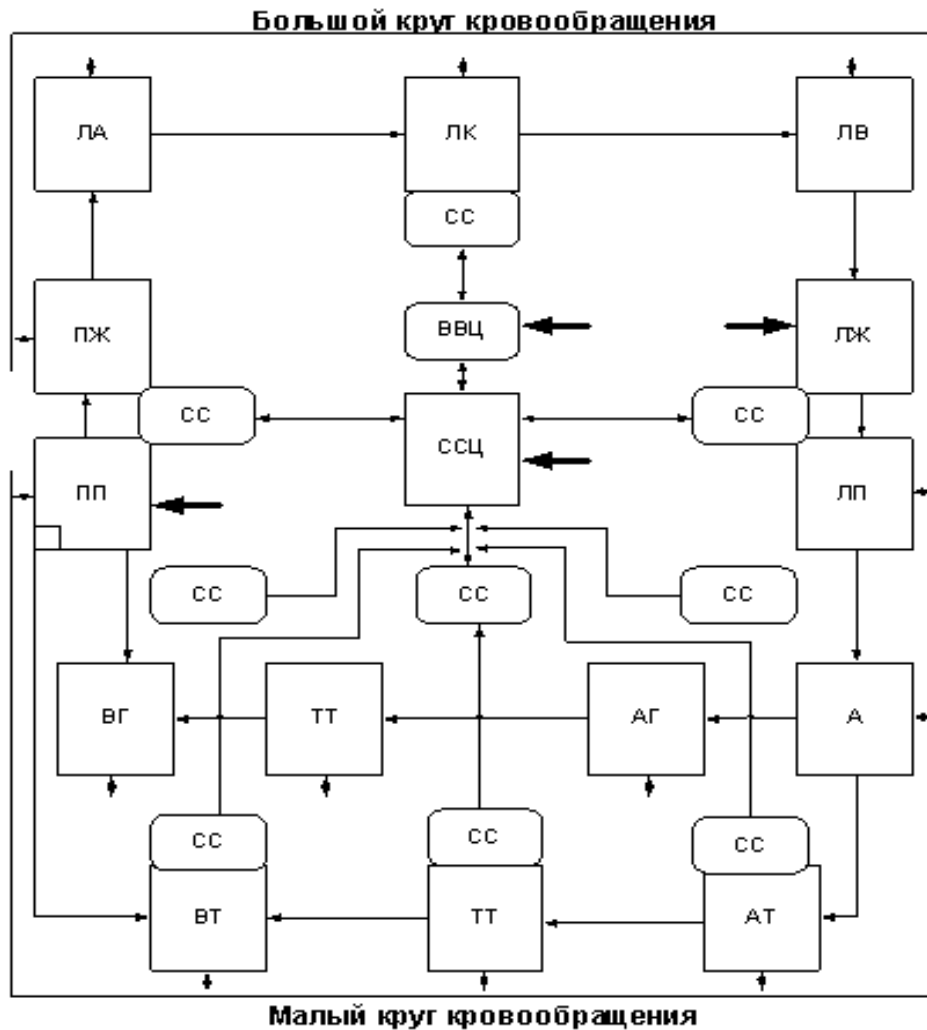 Большой круг кровообращения
ЛА
ЛК
ЛВ
СС
ПЖ
ВВЦ
ЛЖ
СС
СС
ССЦ
ПП
ЛП
СС
СС
СС
ВГ
ТТ
АГ
А
СС
СС
СС
ВТ
ТТ
АТ
Малый круг кровообращения